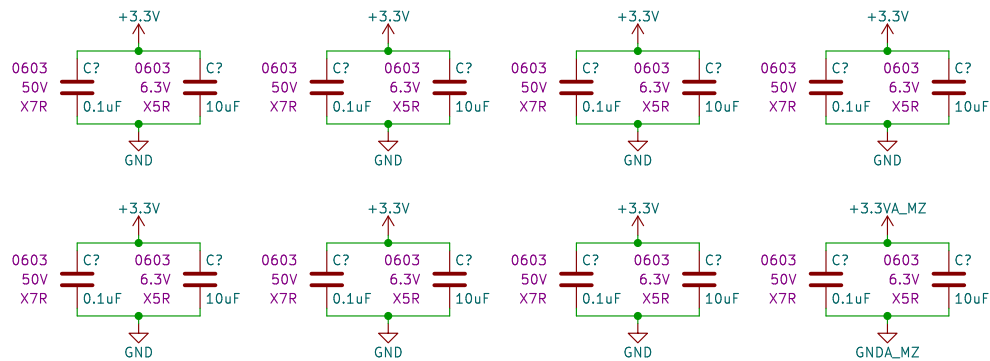 +3.3V +3.3V +3.3V +3.3V
0603 C? 0603 C? 0603 C? 0603 C? 0603 C? 0603 C? 0603 C? 0603 C?
50V 6.3V 50V 6.3V 50V 6.3V 50V 6.3V
X7R 0.1uF X5R 10uF X7R 0.1uF X5R 10uF X7R 0.1uF X5R 10uF X7R 0.1uF X5R 10uF
GND GND GND GND
+3.3V +3.3V +3.3V +3.3VA_MZ
0603 C? 0603 C? 0603 C? 0603 C? 0603 C? 0603 C? 0603 C? 0603 C?
50V 6.3V 50V 6.3V 50V 6.3V 50V 6.3V
X7R 0.1uF X5R 10uF X7R 0.1uF X5R 10uF X7R 0.1uF X5R 10uF X7R 0.1uF X5R 10uF
GND GND GND GNDA_MZ